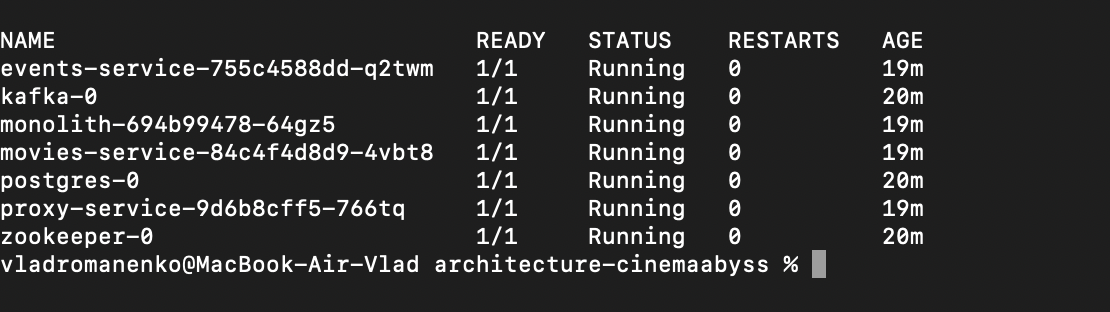 NAME READY STATUS RESTARTS AGE
events-service-755c4588dd-q2twm 1/1 Running 0 19m
kafka-0 1/1 Running 0 20m
monolith-694b99478-64gz5 1/1 Running 0 19m
movies-service-84c4f4d8d9-4vbt8 1/1 Running 0 19m
postgres-0 1/1 Running 0 20m
proxy-service-9d6b8cff5-766tq 1/1 Running 0 19m
zookeeper-0 1/1 Running 0 20m
vladromanenko@MacBook-Air-Vlad architecture-cinemaabyss %